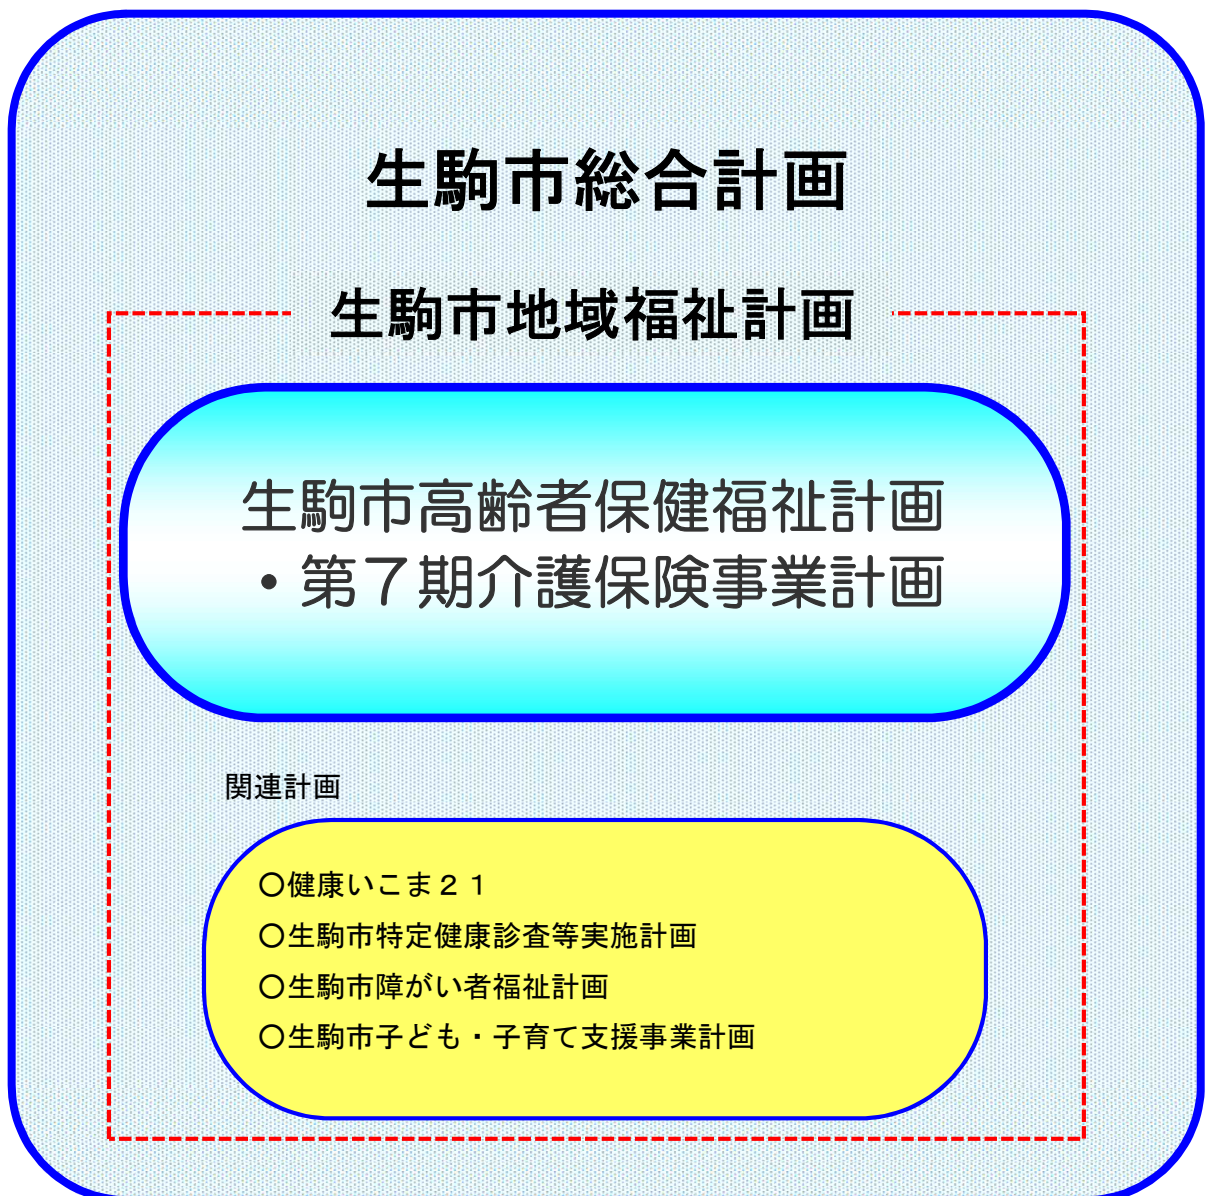 生駒市総合計画
生駒市地域福祉計画
生駒市高齢者保健福祉計画
・第７期介護保険事業計画
関連計画
○健康いこま２１
○生駒市特定健康診査等実施計画
○生駒市障がい者福祉計画
○生駒市子ども・子育て支援事業計画